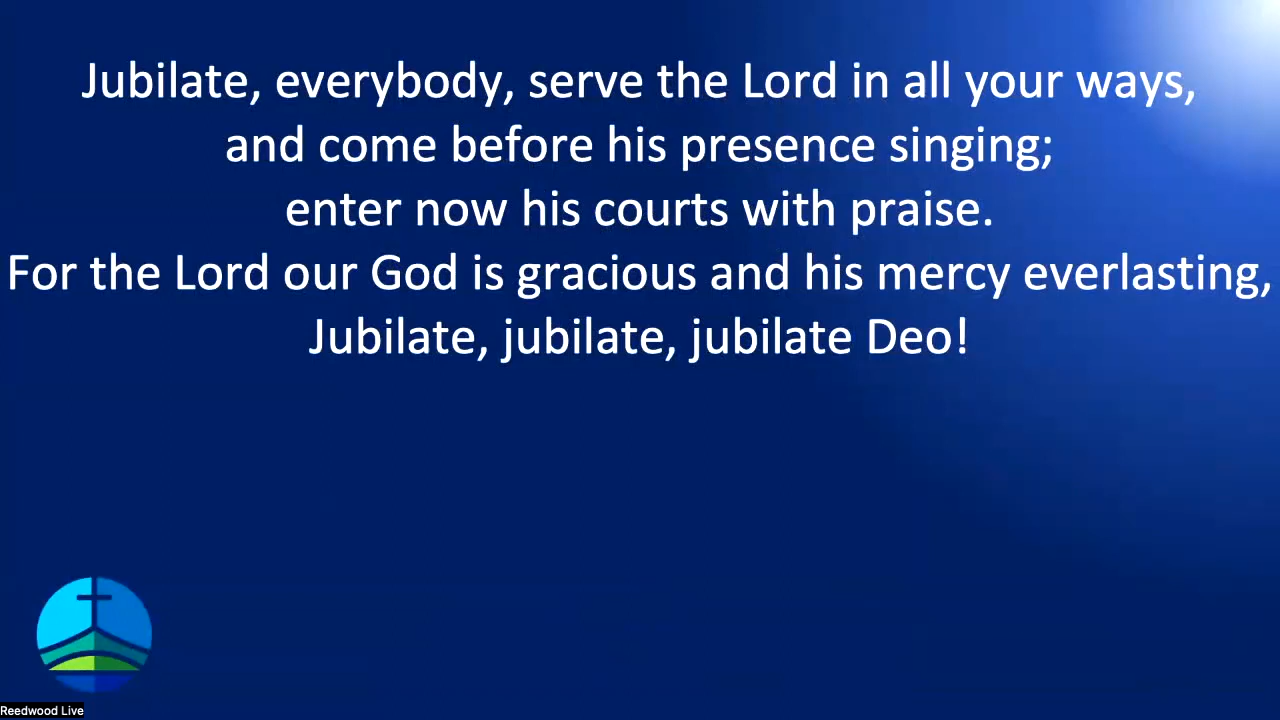 Jubilate, everybody, serve the Lord in all your ways,
and come before his presence singing;
enter now his courts with praise.
For the Lord our God is gracious and his mercy everlasting,
Jubilate, jubilate, jubilate Deo!
Reedwood Live